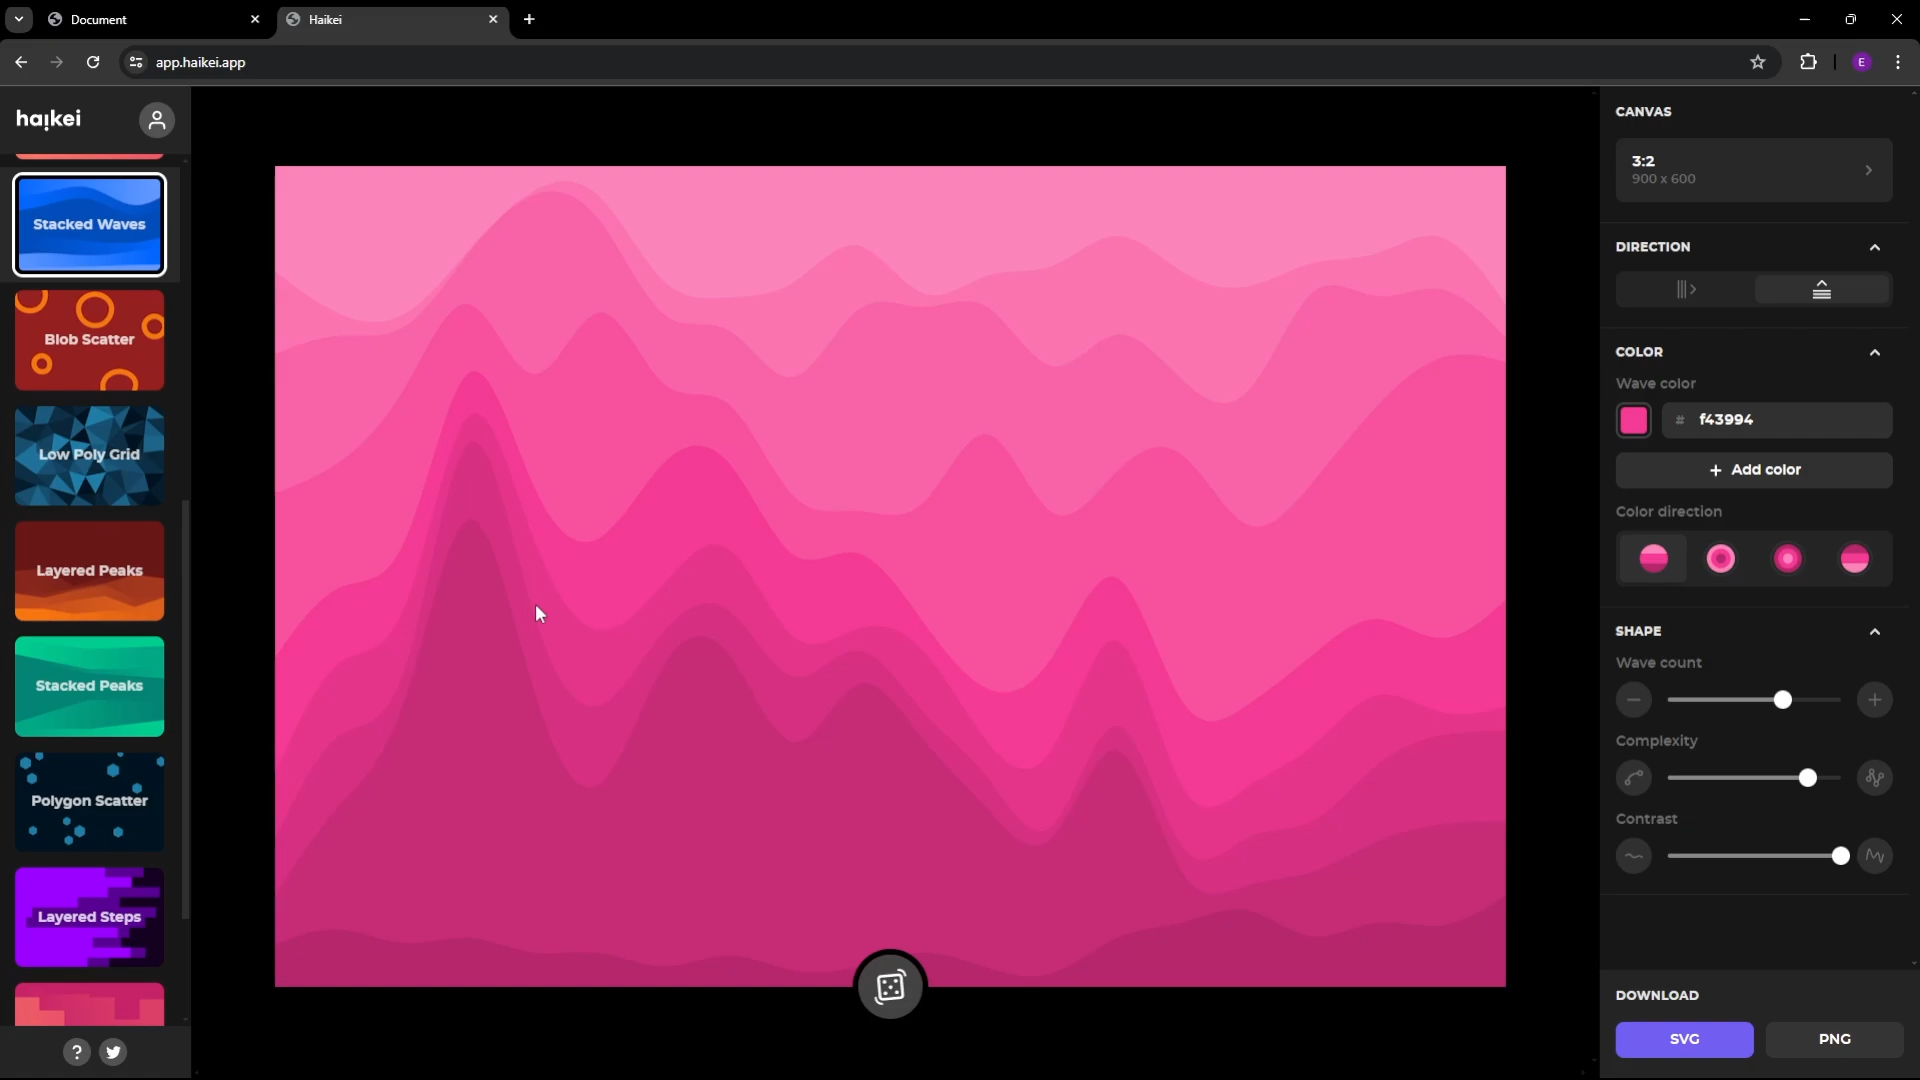 Document
Haikei
app.haikei.app
E
haikei
Stacked Waves
Blob Scatter
Low Poly Grid
Layered Peaks
Stacked Peaks
Polygon Scatter
Layered Steps
?
CANVAS
3:2
900 x 600
DIRECTION
COLOR
Wave color
# f43994
+ Add color
Color direction
SHAPE
Wave count
Complexity
Contrast
DOWNLOAD
SVG PNG